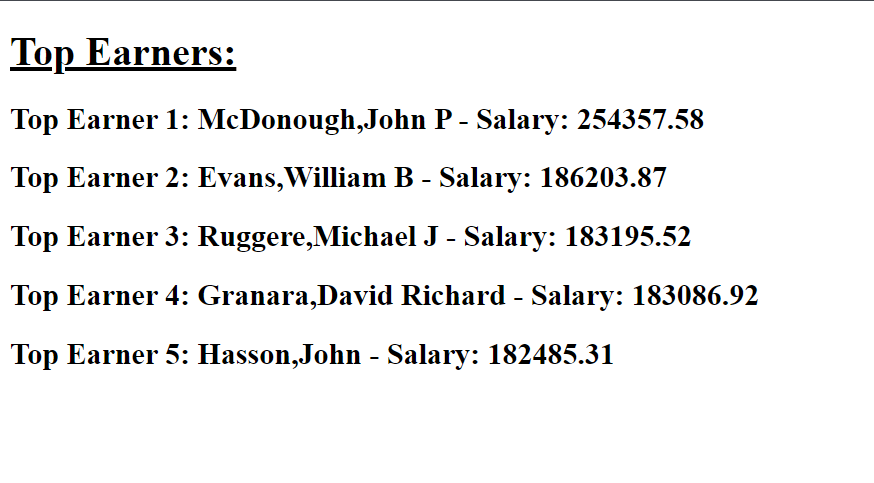 Top Earners:
Top Earner 1: McDonough,John P - Salary: 254357.58
Top Earner 2: Evans,William B - Salary: 186203.87
Top Earner 3: Ruggere,Michael J - Salary: 183195.52
Top Earner 4: Granara,David Richard - Salary: 183086.92
Top Earner 5: Hasson,John - Salary: 182485.31